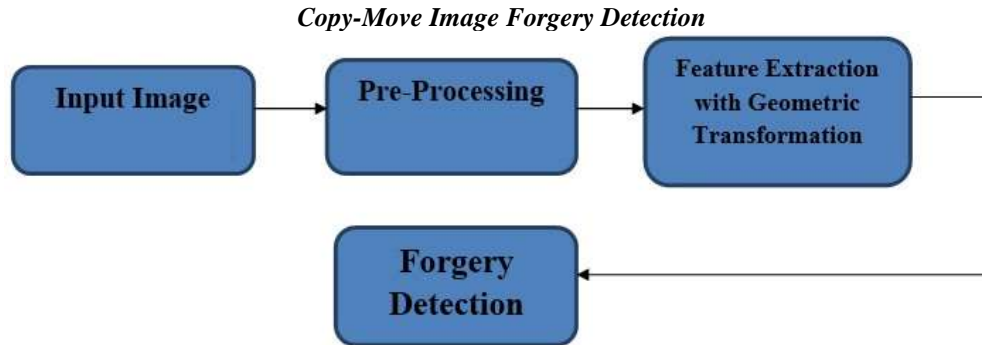 Copy-Move Image Forgery Detection
Input Image
Pre-Processing
Feature Extraction
with Geometric
Transformation
Forgery
Detection